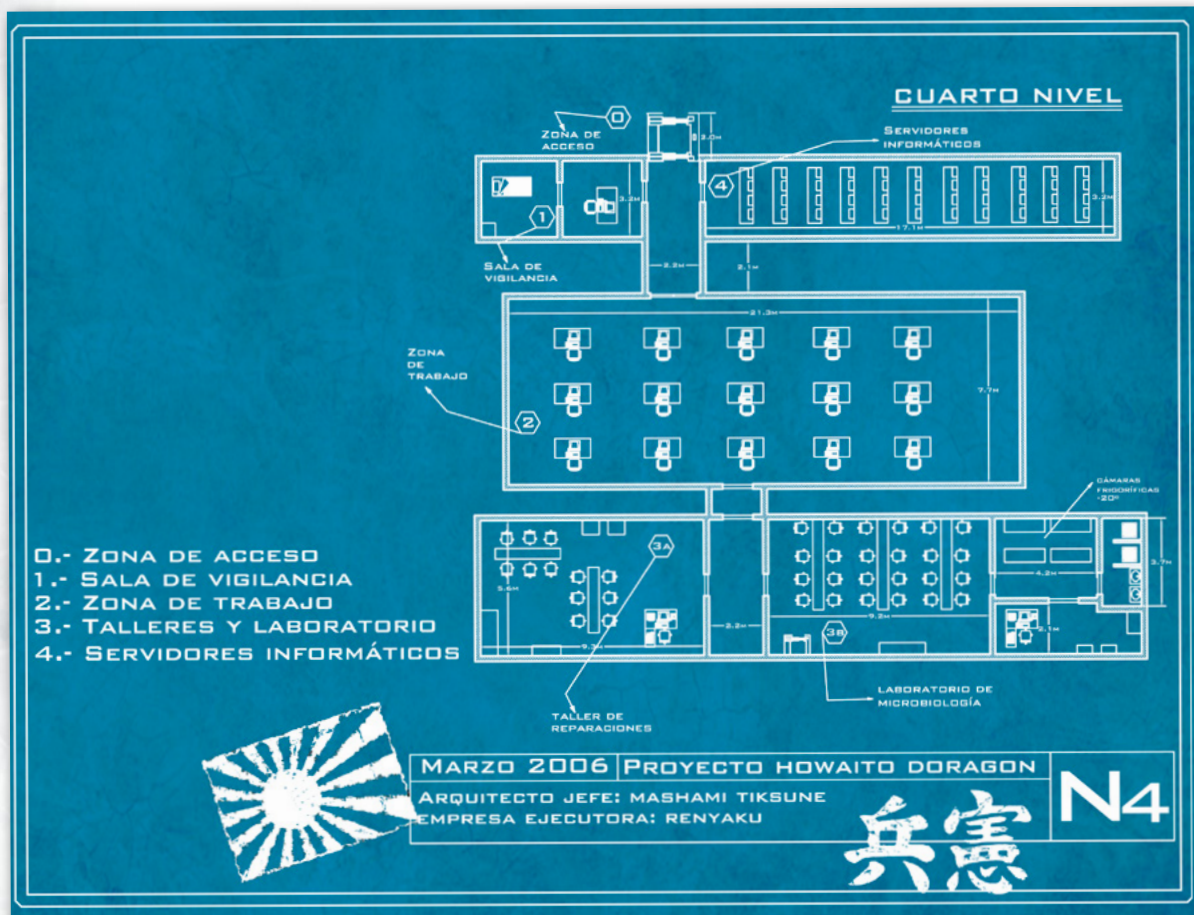 CUARTO NIVEL
0
ZONA DE
ACCESO
3.0M
SERVIDORES
INFORMÁTICOS
4
3.2M
3.2M
1
17.1M
SALA DE
VIGILANCIA
2.2M
2.1M
21.3M
ZONA
DE
TRABAJO
7.7M
2
CÁMARAS
FRIGORÍFICAS
-20º
3A
5.6M
4.2M
3.7M
9.2M
2.2M
3B
2.1M
9.3M
LABORATORIO DE
MICROBIOLOGÍA
TALLER DE
REPARACIONES
0.- ZONA DE ACCESO
1.- SALA DE VIGILANCIA
2.- ZONA DE TRABAJO
3.- TALLERES Y LABORATORIO
4.- SERVIDORES INFORMÁTICOS
MARZO 2006 PROYECTO HOWAITO DORAGON
ARQUITECTO JEFE: MASHAMI TIKSUNE
EMPRESA EJECUTORA: RENYAKU
N4
兵憲